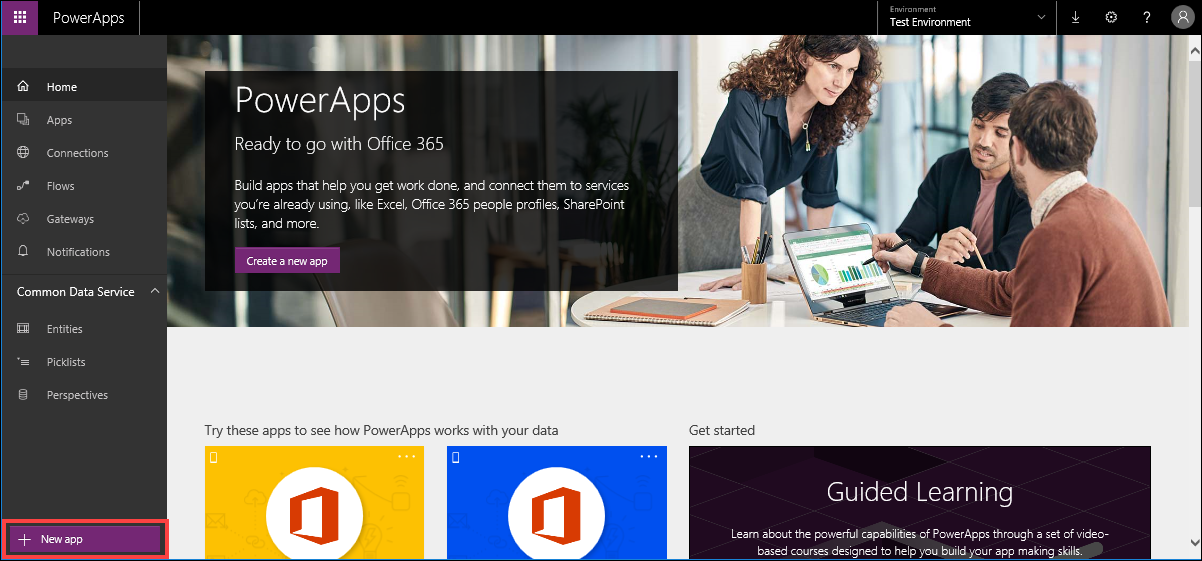 PowerApps
Environment
Test Environment
?
Home
Apps
Connections
Flows
Gateways
Notifications
Common Data Service
Entities
Picklists
Perspectives
New app
PowerApps
Ready to go with Office 365
Build apps that help you get work done, and connect them to services
you're already using, like Excel, Office 365 people profiles, SharePoint
lists, and more.
Create a new app
Try these apps to see how PowerApps works with your data
Get started
Guided Learning
Learn about the powerful capabilities of PowerApps through a set of video-
based courses designed to help you build your app making skills.